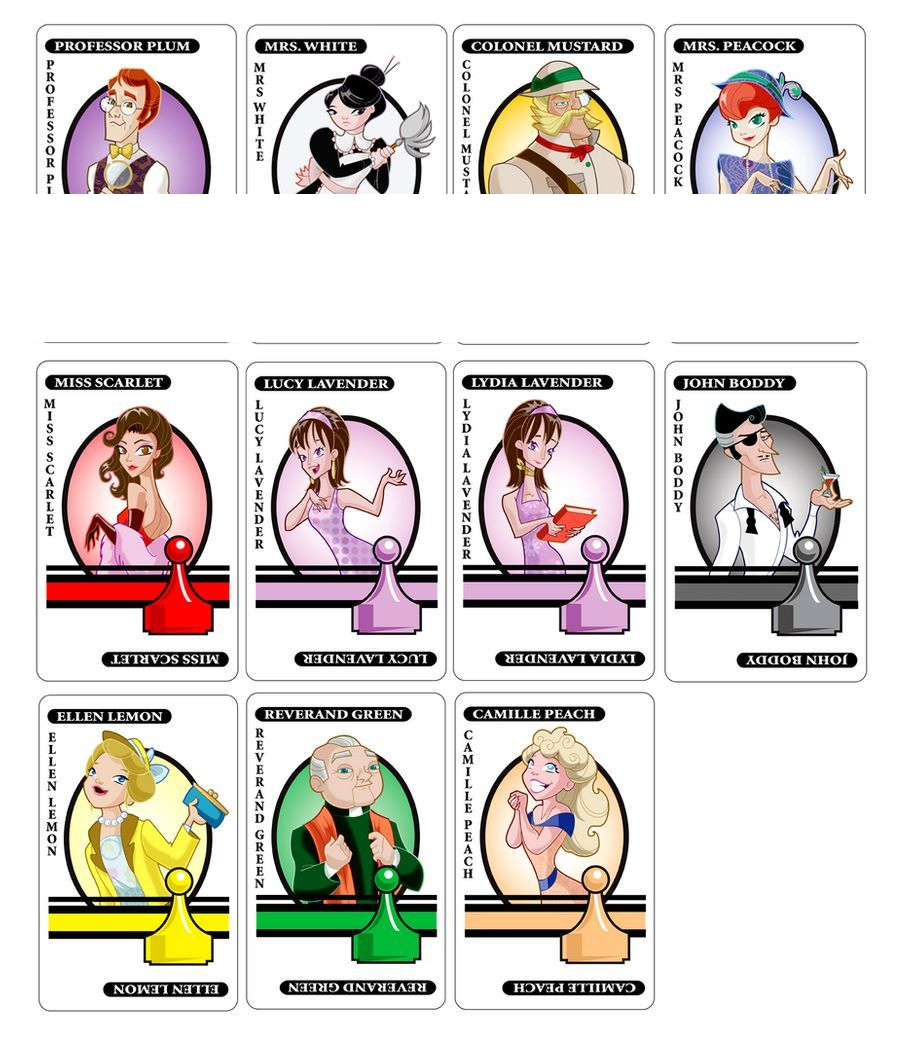 PROFESSOR PLUM
PROFESSOR PL
MRS. WHITE
MRS WHITE
COLONEL MUSTARD
COLONEL MUSTA
MRS. PEACOCK
MRS PEACOCK
MISS SCARLET
MISS SCARLET
MISS SCARLET
LUCY LAVENDER
LUCY LAVENDER
LUCY LAVENDER
LYDIA LAVENDER
LYDIA LAVENDER
LYDIA LAVENDER
JOHN BODDY
JOHN BODDY
JOHN BODDY
ELLEN LEMON
ELLEN LEMON
ELLEN LEMON
REVERAND GREEN
REVERAND GREEN
REVERAND GREEN
CAMILLE PEACH
CAMILLE PEACH
CAMILLE PEACH